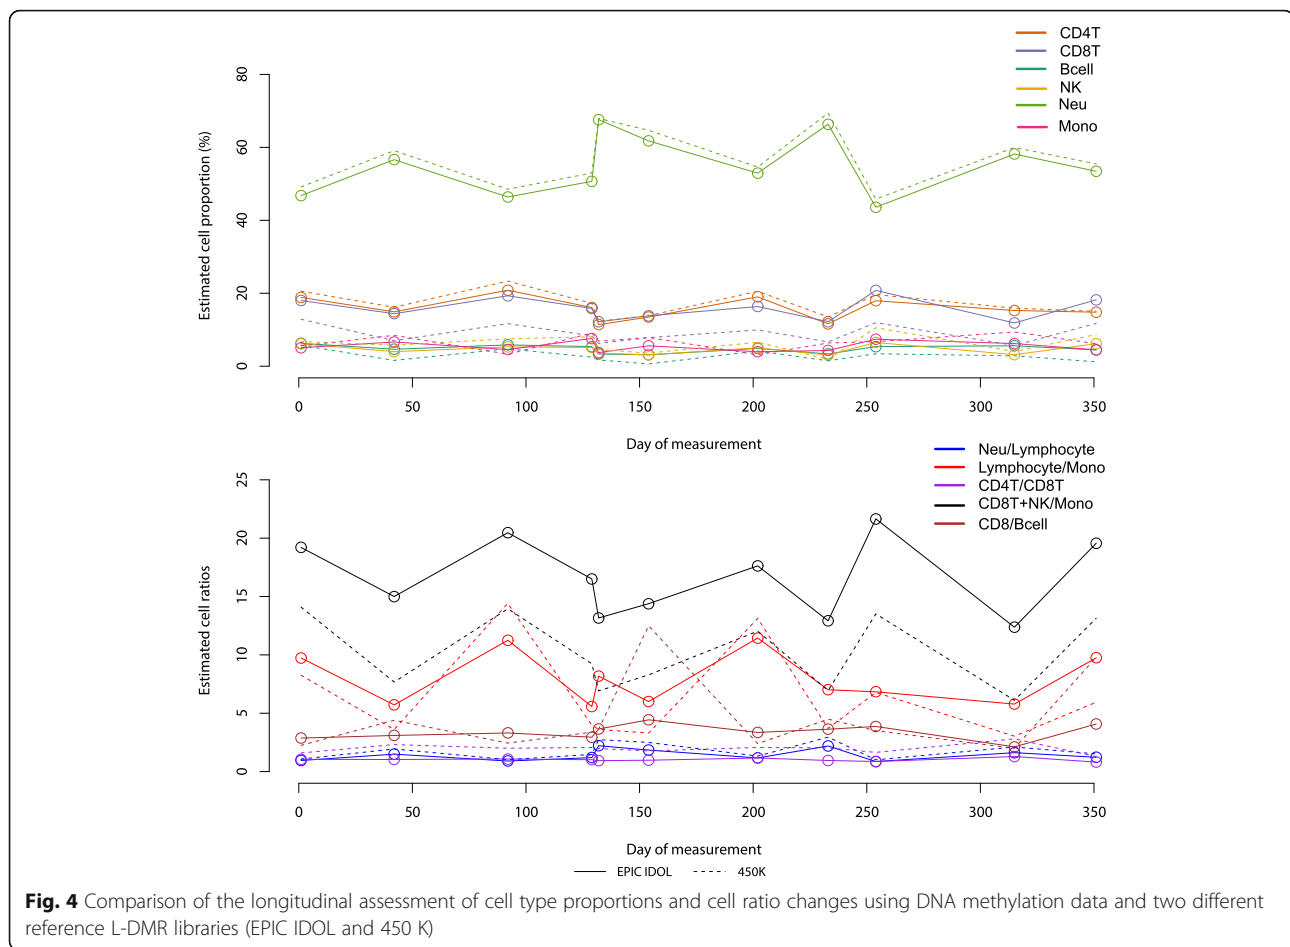 CD4T
CD8T
Bcell
NK
Neu
Mono
Estimated cell proportion (%)
80
60
40
20
0
0 50 100 150 200 250 300 350
Day of measurement
Neu/Lymphocyte
Lymphocyte/Mono
CD4T/CD8T
CD8T+NK/Mono
CD8/Bcell
Estimated cell ratios
25
20
15
10
5
0
0 50 100 150 200 250 300 350
Day of measurement
EPIC IDOL 450K
Fig. 4 Comparison of the longitudinal assessment of cell type proportions and cell ratio changes using DNA methylation data and two different
reference L-DMR libraries (EPIC IDOL and 450 K)